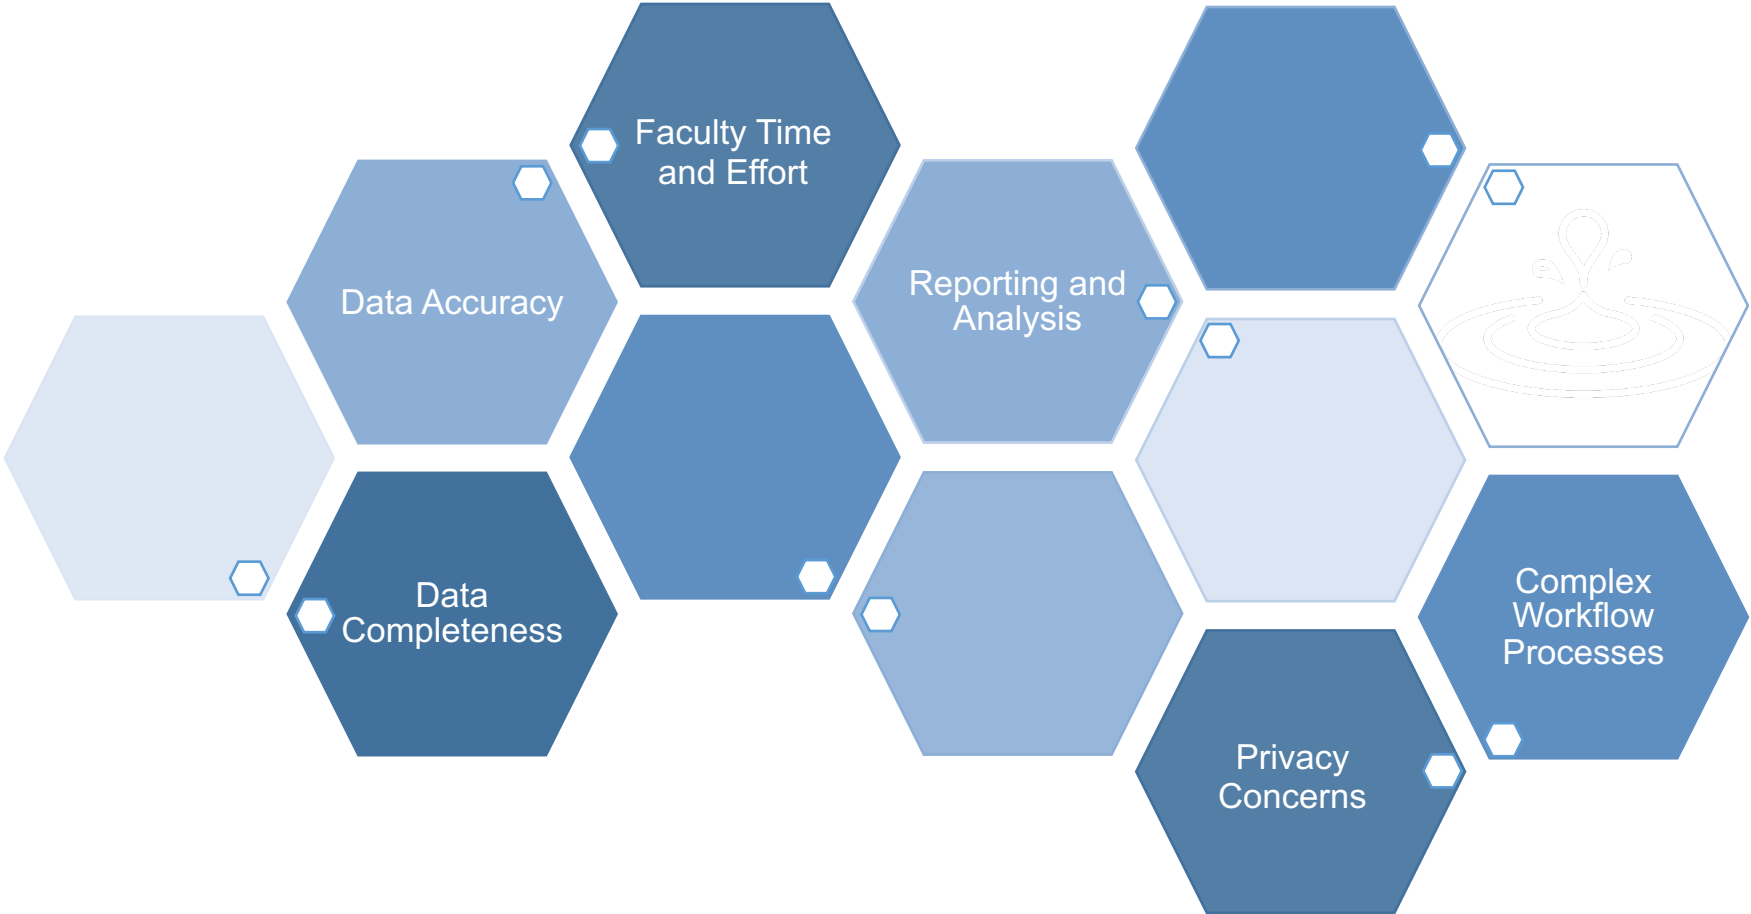 Faculty Time
and Effort
Data Accuracy
Reporting and
Analysis
Data
Completeness
Complex
Workflow
Processes
Privacy
Concerns